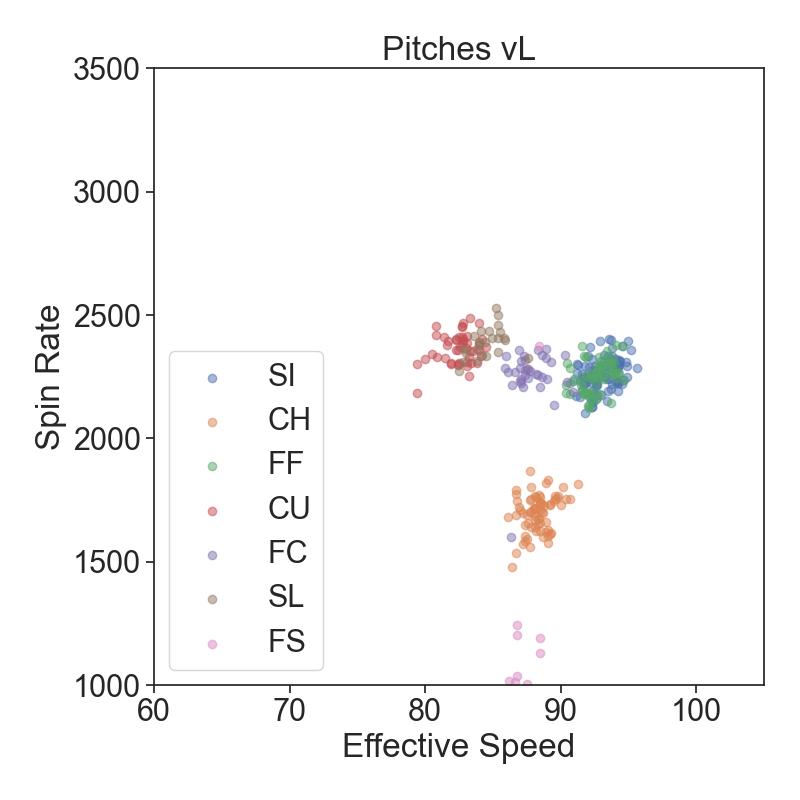 Pitches vL
3500
3000
2500
2000
1500
1000
Spin Rate
SI
CH
FF
CU
FC
SL
FS
60 70 80 90 100
Effective Speed